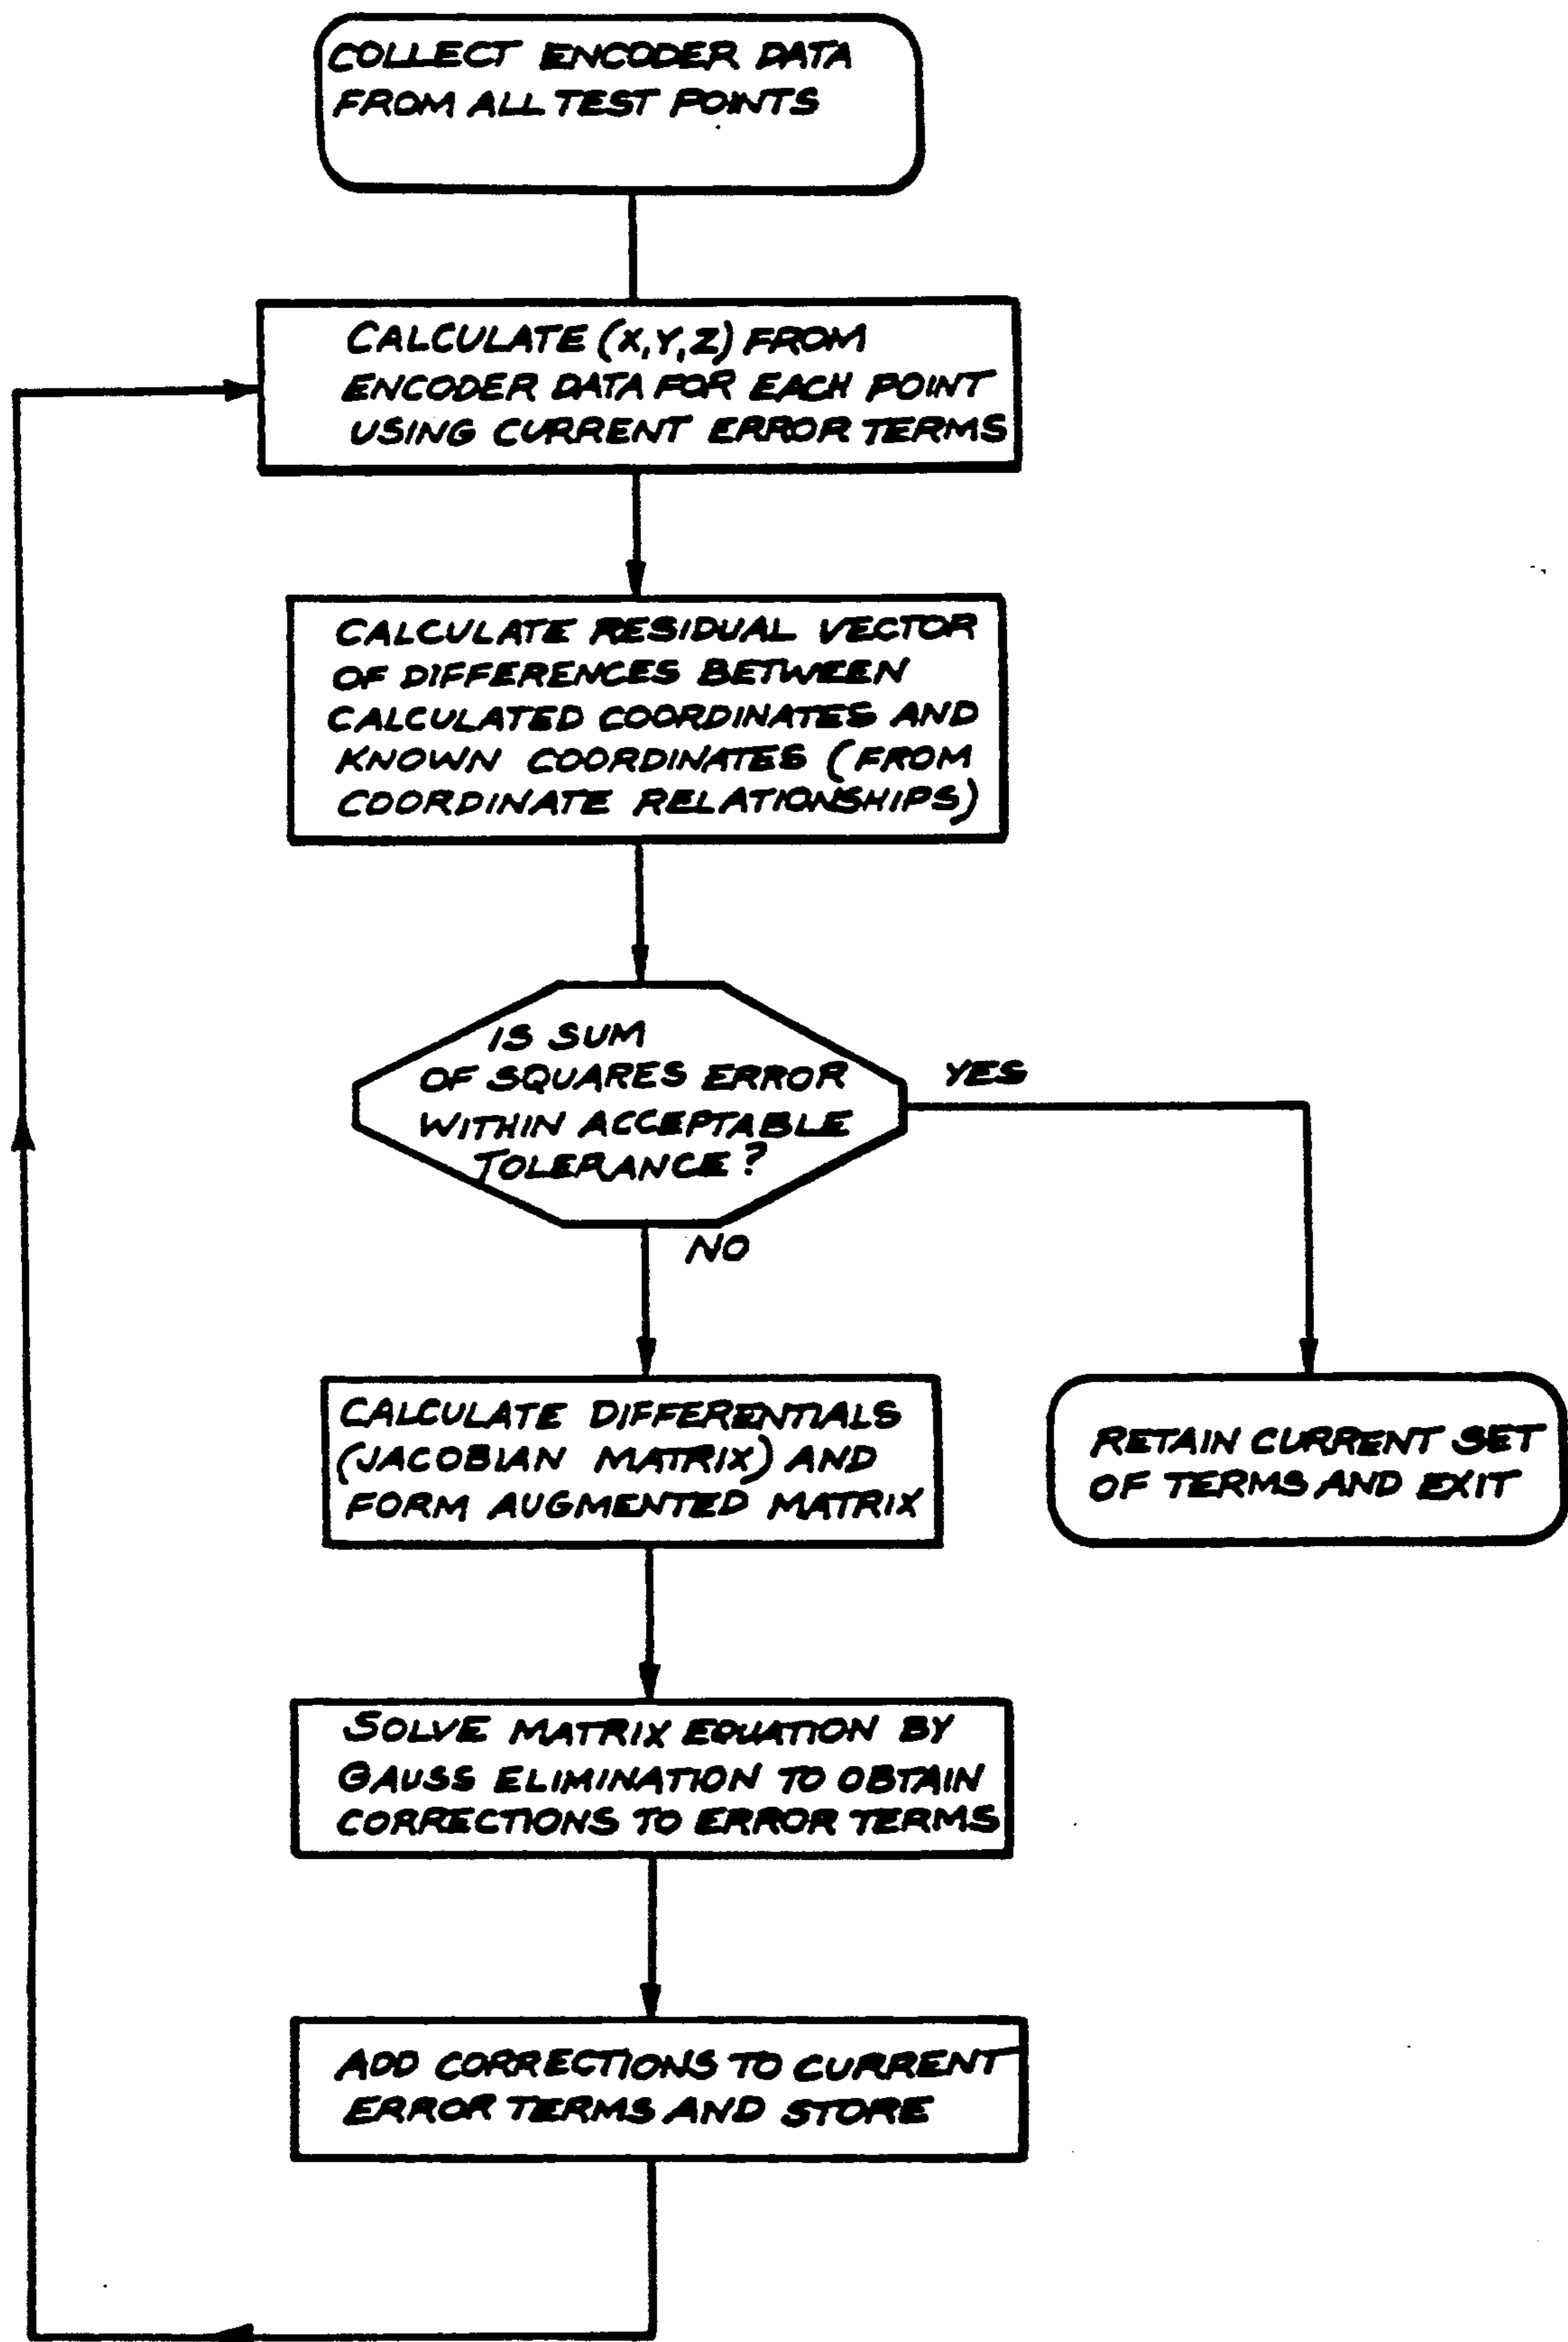 COLLECT ENCODER DATA
FROM ALL TEST POINTS
CALCULATE (X,Y,Z) FROM
ENCODER DATA FOR EACH POINT
USING CURRENT ERROR TERMS
CALCULATE RESIDUAL VECTOR
OF DIFFERENCES BETWEEN
CALCULATED COORDINATES AND
KNOWN COORDINATES (FROM
COORDINATE RELATIONSHIPS)
IS SUM
OF SQUARES ERROR
WITHIN ACCEPTABLE
TOLERANCE?
YES
NO
CALCULATE DIFFERENTIALS
(JACOBIAN MATRIX) AND
FORM AUGMENTED MATRIX
RETAIN CURRENT SET
OF TERMS AND EXIT
SOLVE MATRIX EQUATION BY
GAUSS ELIMINATION TO OBTAIN
CORRECTIONS TO ERROR TERMS
ADD CORRECTIONS TO CURRENT
ERROR TERMS AND STORE